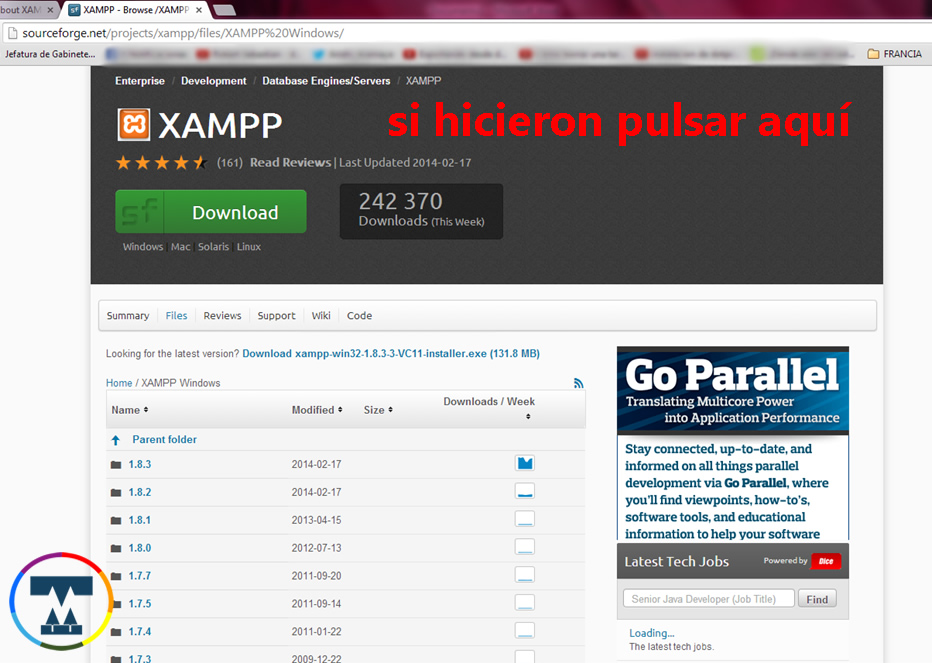 bout XAM
XAMPP - Browse /XAMPP
sourceforge.net/projects/xampp/files/XAMPP%20Windows/
Jefatura de Gabinete...
FRANCIA
Enterprise / Development / Database Engines/Servers / XAMPP
XAMPP
si hicieron pulsar aquí
(161) Read Reviews | Last Updated 2014-02-17
sf Download
242 370
Downloads (This Week)
Windows | Mac | Solaris | Linux
Summary Files Reviews Support Wiki Code
Looking for the latest version? Download xampp-win32-1.8.3-3-VC11-installer.exe (131.8 MB)
Home / XAMPP Windows
Name Modified Size Downloads / Week
Parent folder
1.8.3 2014-02-17
1.8.2 2014-02-17
1.8.1 2013-04-15
1.8.0 2012-07-13
1.7.7 2011-09-20
1.7.5 2011-09-14
1.7.4 2011-01-22
1.7.3 2009-12-22
Go Parallel
Translating Multicore Power
into Application Performance
Stay connected, up-to-date, and
informed on all things parallel
development via Go Parallel, where
you'll find viewpoints, how-to's,
software tools, and educational
information to help your software
Latest Tech Jobs Powered by Dice
Senior Java Developer (Job Title) Find
Loading...
The latest tech jobs.